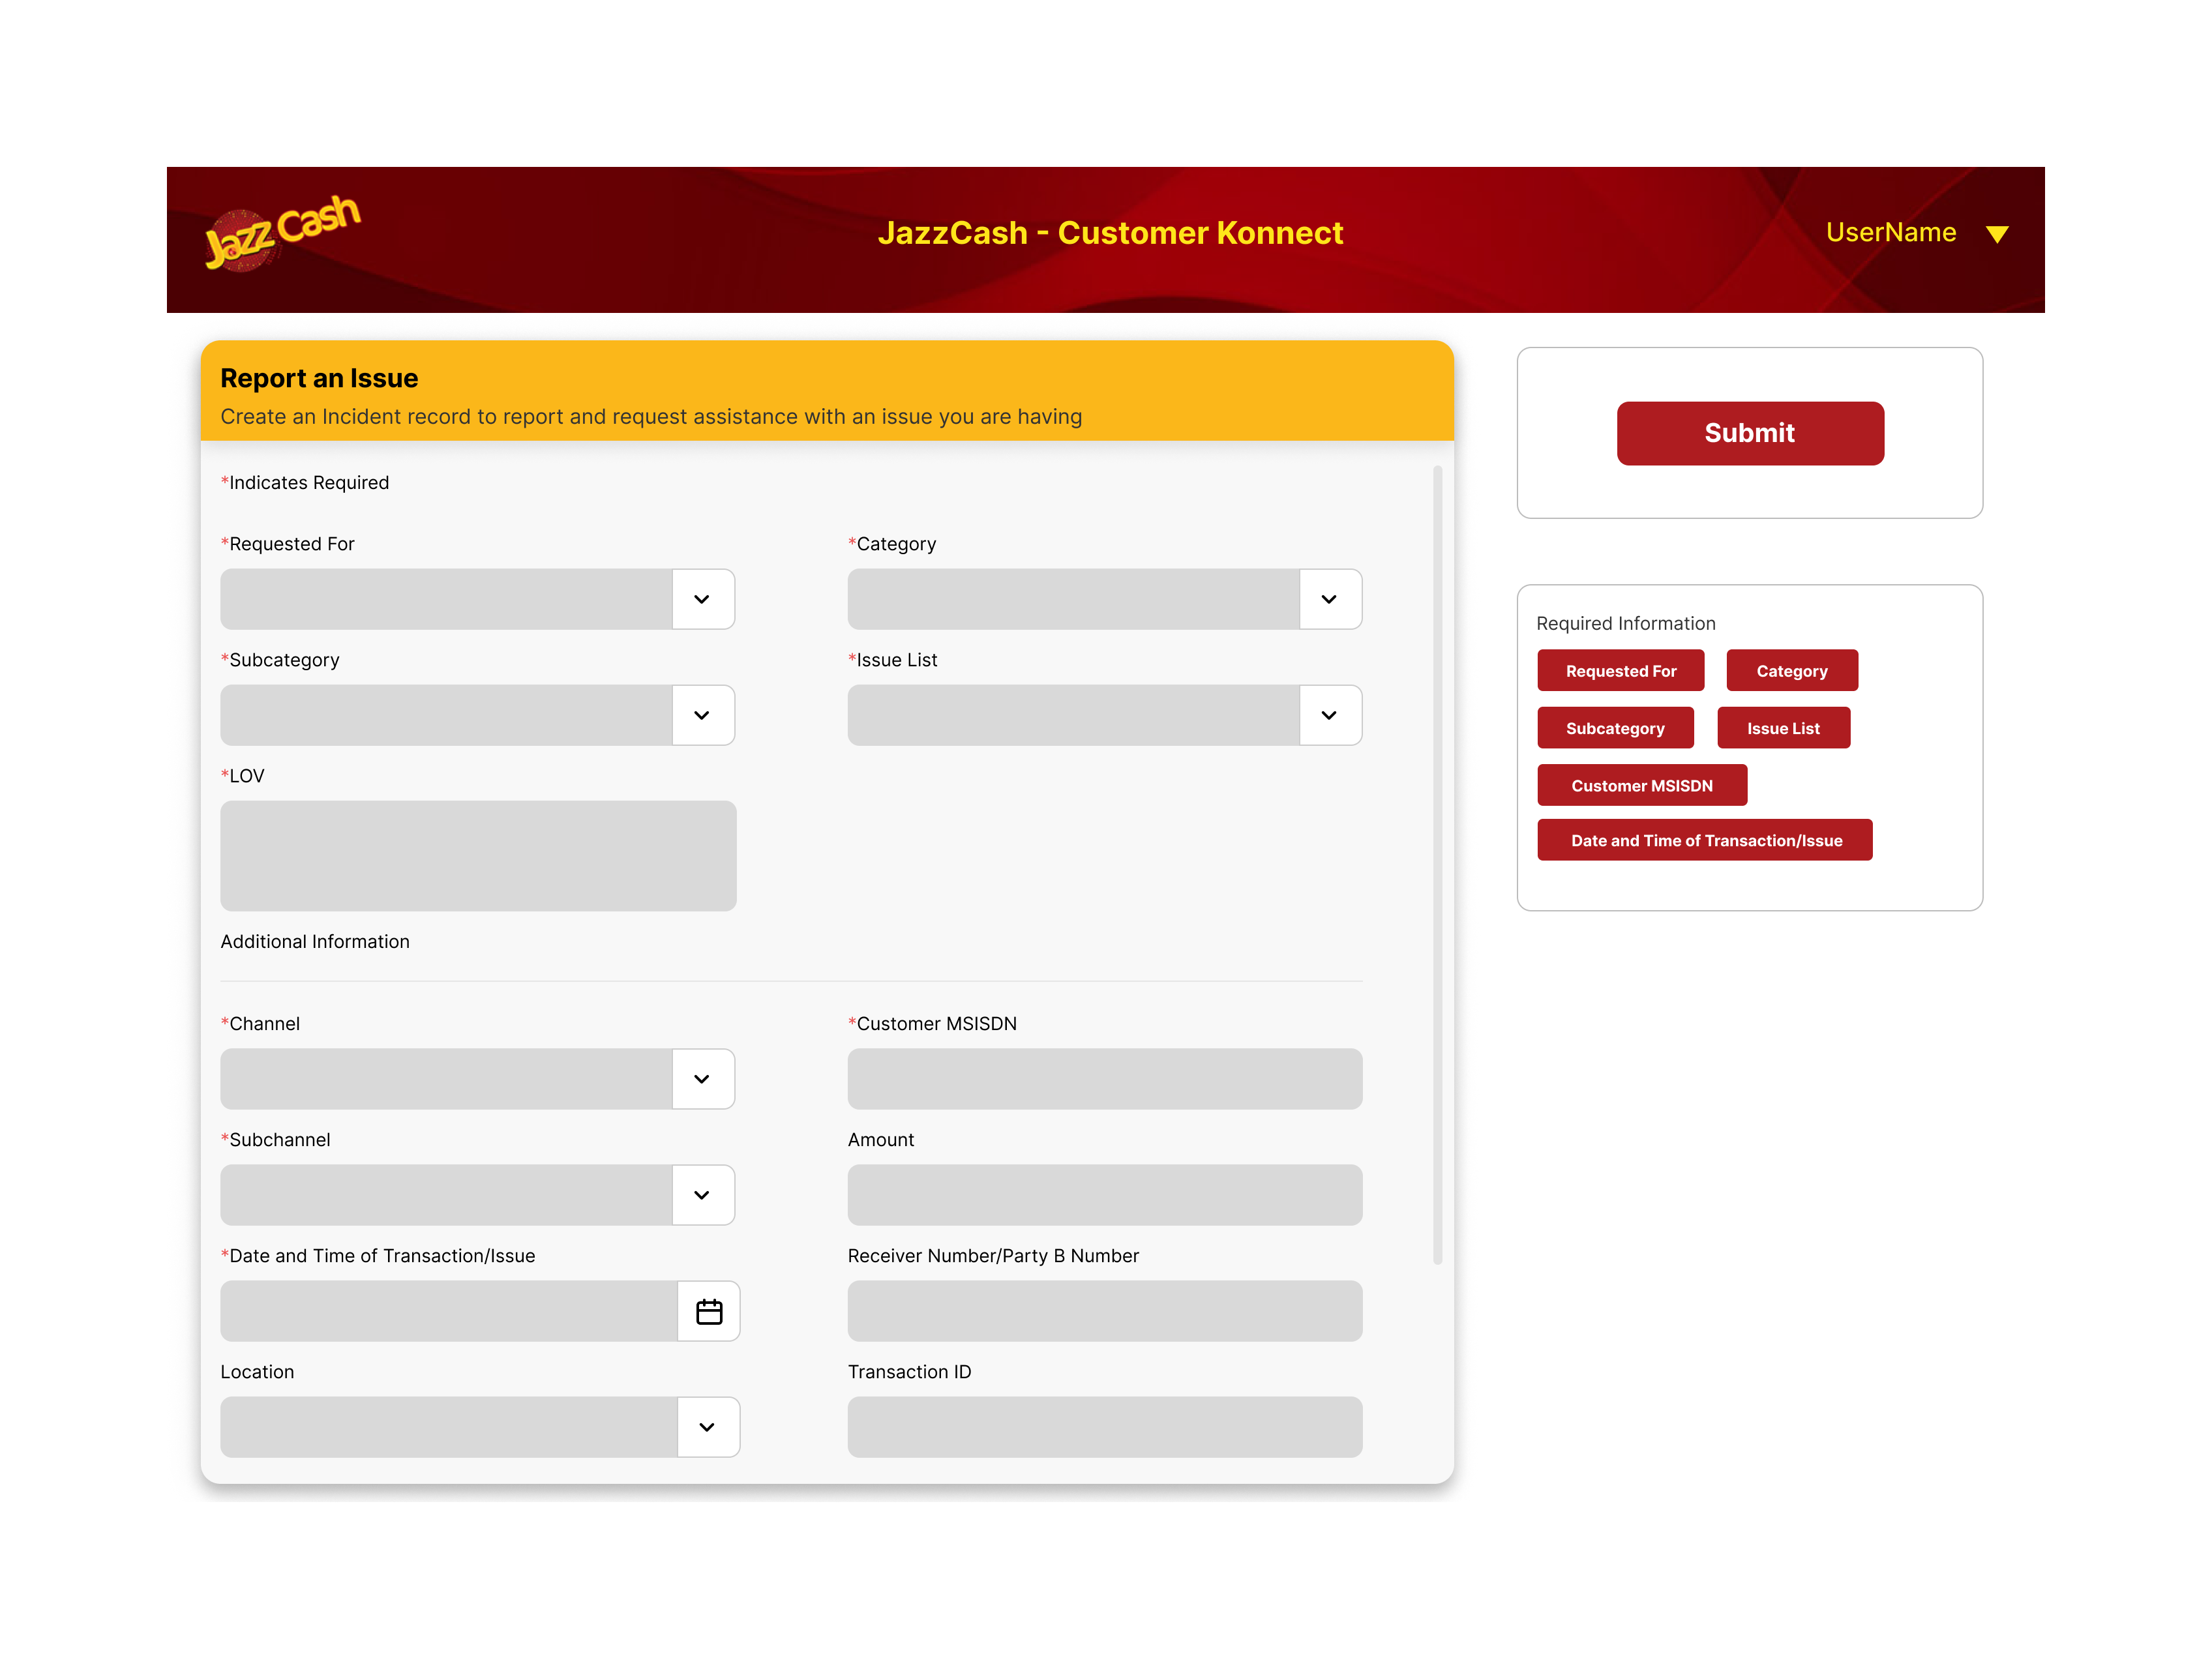 Jazz Cash
JazzCash - Customer Konnect
UserName
Report an Issue
Create an Incident record to report and request assistance with an issue you are having
*Indicates Required
*Requested For
*Category
*Subcategory
*Issue List
*LOV
Additional Information
*Channel
*Customer MSISDN
*Subchannel
Amount
*Date and Time of Transaction/Issue
Receiver Number/Party B Number
Location
Transaction ID
Submit
Required Information
Requested For
Category
Subcategory
Issue List
Customer MSISDN
Date and Time of Transaction/Issue